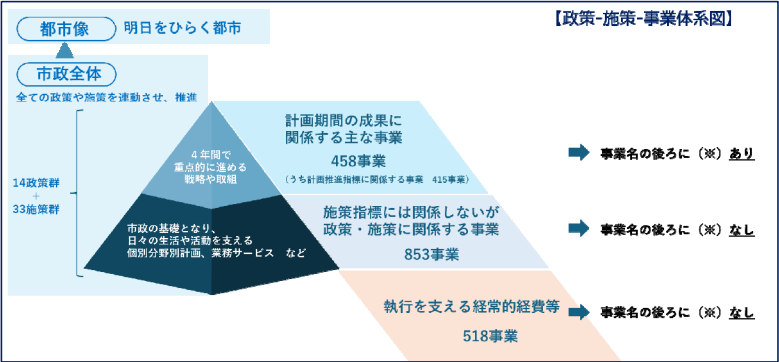 【政策-施策-事業体系図】
都市像 明日をひらく都市
市政全体
全ての政策や施策を連動させ、推進
14政策群
+
33施策群
4年間で
重点的に進める
戦略や取組
市政の基礎となり、
日々の生活や活動を支える
個別分野別計画、業務サービス など
計画期間の成果に
関係する主な事業
458事業
(うち計画推進指標に関係する事業 415事業)
事業名の後ろに(※)あり
施策指標には関係しないが
政策・施策に関係する事業
853事業
事業名の後ろに(※)なし
執行を支える経常的経費等
518事業
事業名の後ろに(※)なし